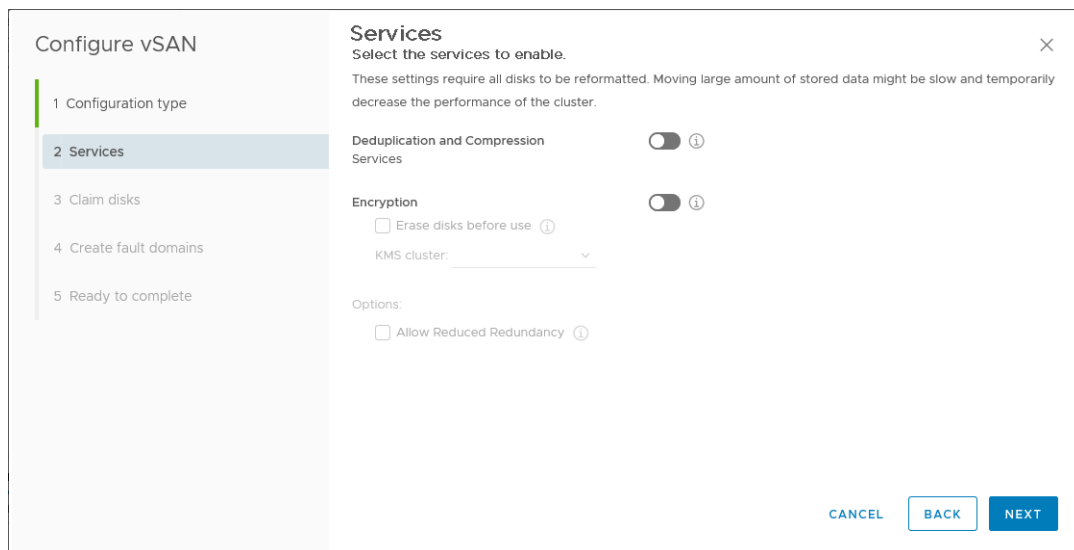 Configure vSAN
1 Configuration type
2 Services
3 Claim disks
4 Create fault domains
5 Ready to complete
Services
Select the services to enable.
These settings require all disks to be reformatted. Moving large amount of stored data might be slow and temporarily
decrease the performance of the cluster.
Deduplication and Compression
Services
Encryption
Erase disks before use
KMS cluster:
Options:
Allow Reduced Redundancy
CANCEL
BACK
NEXT